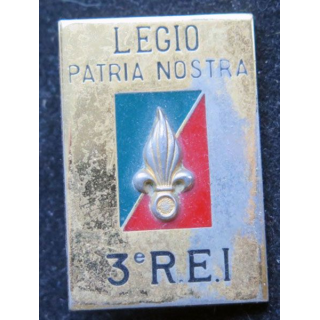 LEGIO
PATRIA NOSTRA
3e R.E.I